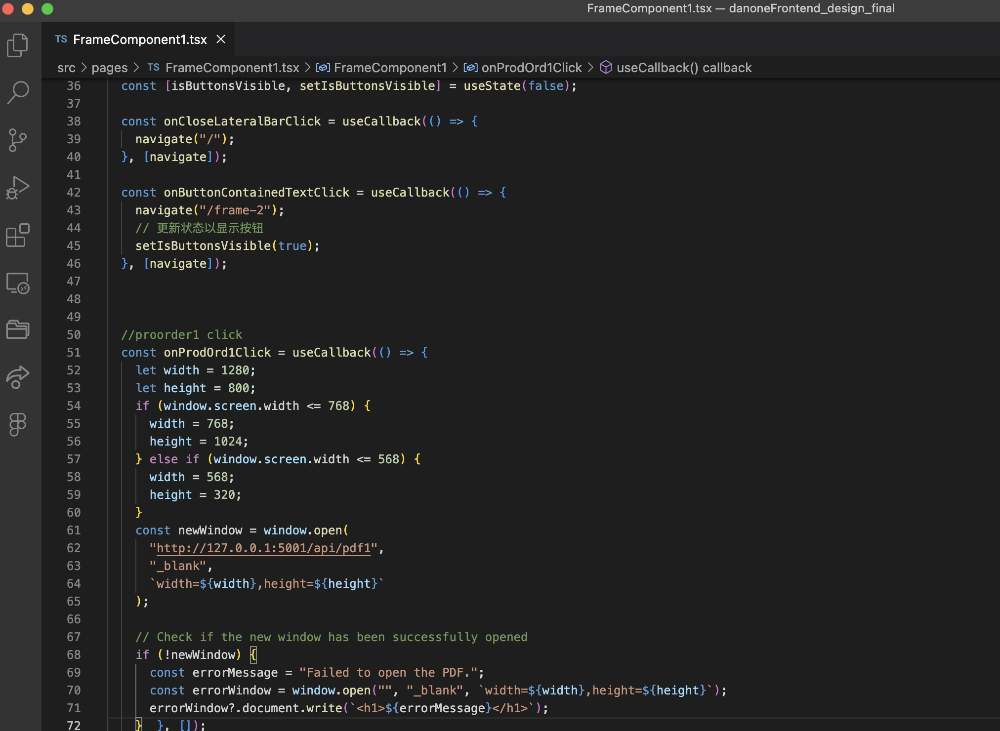 FrameComponent1.tsx — danoneFrontend_design_final
TS FrameComponent1.tsx
src > pages > TS FrameComponent1.tsx > FrameComponent1 > onProdOrd1Click > useCallback() callback
36 const [isButtonsVisible, setIsButtonsVisible] = useState(false);
37
38 const onCloseLateralBarClick = useCallback(() => {
39 navigate("/");
40 }, [navigate]);
41
42 const onButtonContainedTextClick = useCallback(() => {
43 navigate("/frame-2");
44 // 更新状态以显示按钮
45 setIsButtonsVisible(true);
46 }, [navigate]);
47
48
49
50 //proorder1 click
51 const onProdOrd1Click = useCallback(() => {
52 let width = 1280;
53 let height = 800;
54 if (window.screen.width <= 768) {
55 width = 768;
56 height = 1024;
57 } else if (window.screen.width <= 568) {
58 width = 568;
59 height = 320;
60 }
61 const newWindow = window.open(
62 "http://127.0.0.1:5001/api/pdf1",
63 "_blank",
64 `width=${width},height=${height}`
65 );
66
67 // Check if the new window has been successfully opened
68 if (!newWindow) {
69 const errorMessage = "Failed to open the PDF.";
70 const errorWindow = window.open("", "_blank", `width=${width},height=${height}`);
71 errorWindow?.document.write(`<h1>${errorMessage}</h1>`);
72 } }, []);